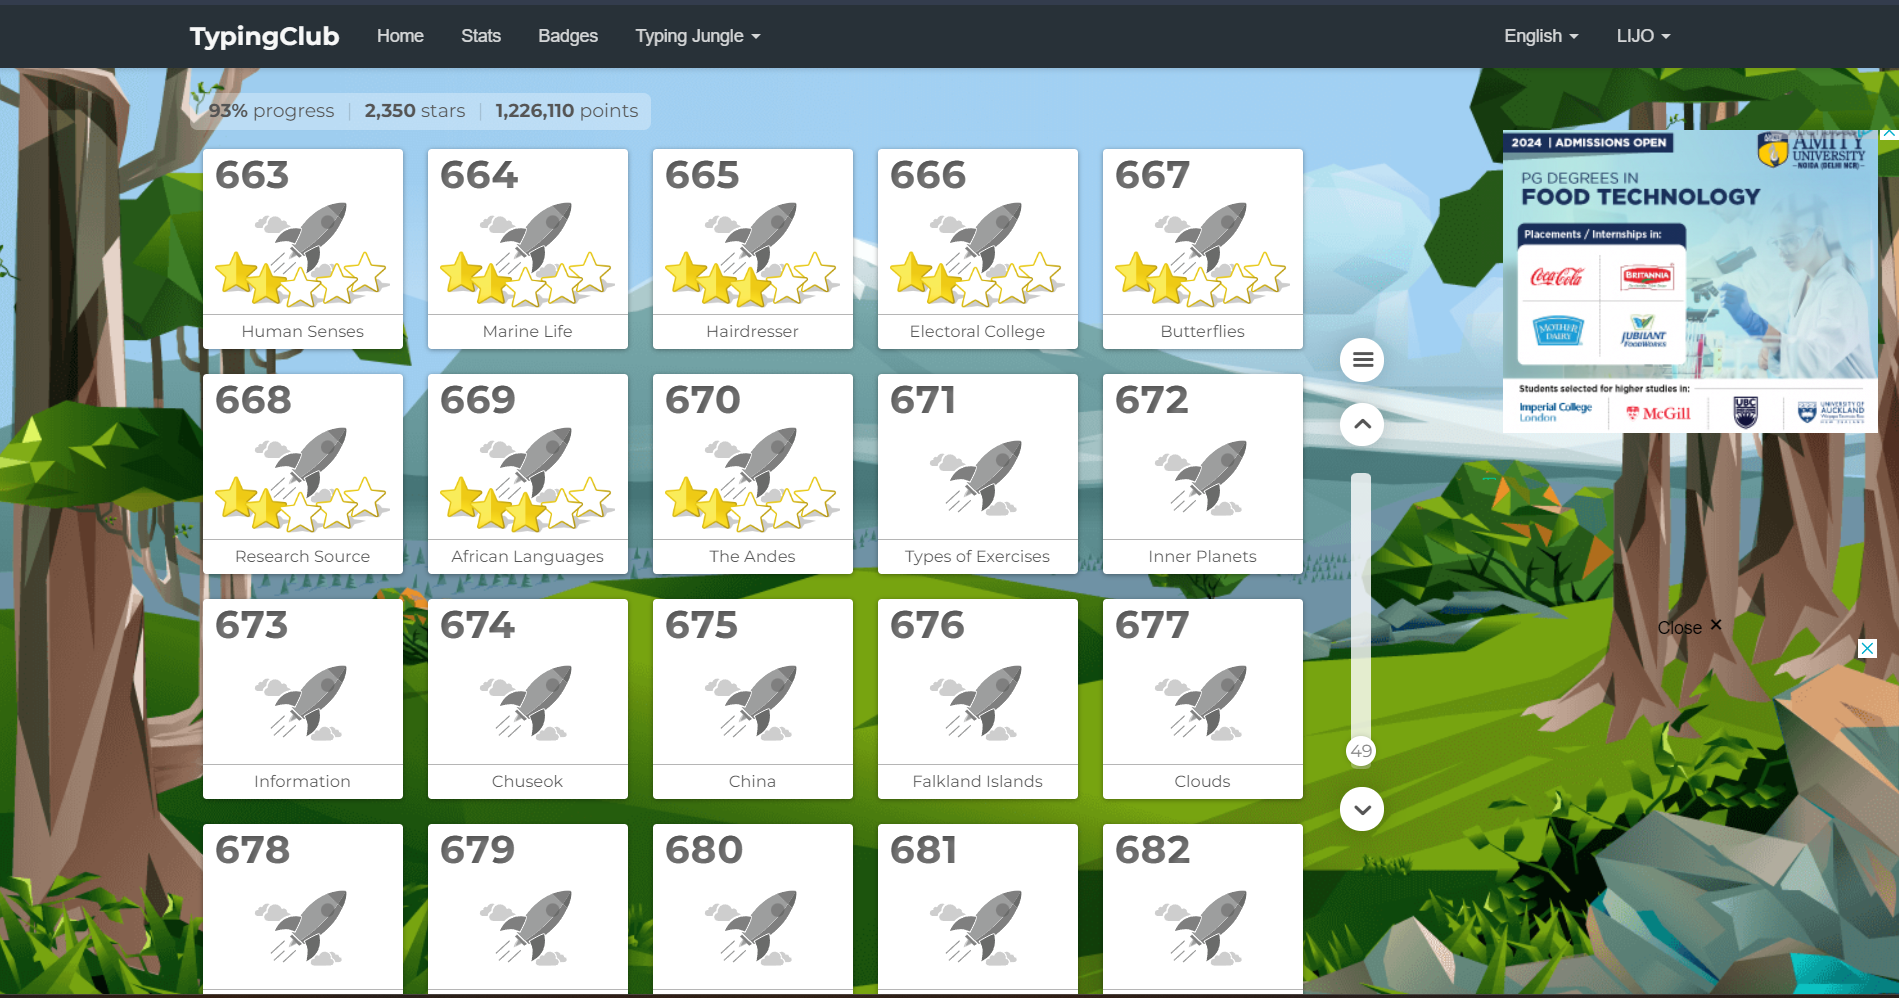 TypingClub Home Stats Badges Typing Jungle English LIJO
93% progress 2,350 stars 1,226,110 points
663 664 665 666 667
Human Senses Marine Life Hairdresser Electoral College Butterflies
668 669 670 671 672
Research Source African Languages The Andes Types of Exercises Inner Planets
673 674 675 676 677
Information Chuseok China Falkland Islands Clouds
678 679 680 681 682
49
2024 | ADMISSIONS OPEN
AMITY
UNIVERSITY
NOIDA (DELHI NCR)
PG DEGREES IN
FOOD TECHNOLOGY
Placements / Internships in:
Coca-Cola BRITANNIA
MOTHER DAIRY JUBILANT FOODWORKS
Students selected for higher studies in:
Imperial College
London
McGill
UBC
UNIVERSITY OF
AUCKLAND
NEW ZEALAND
Close ×